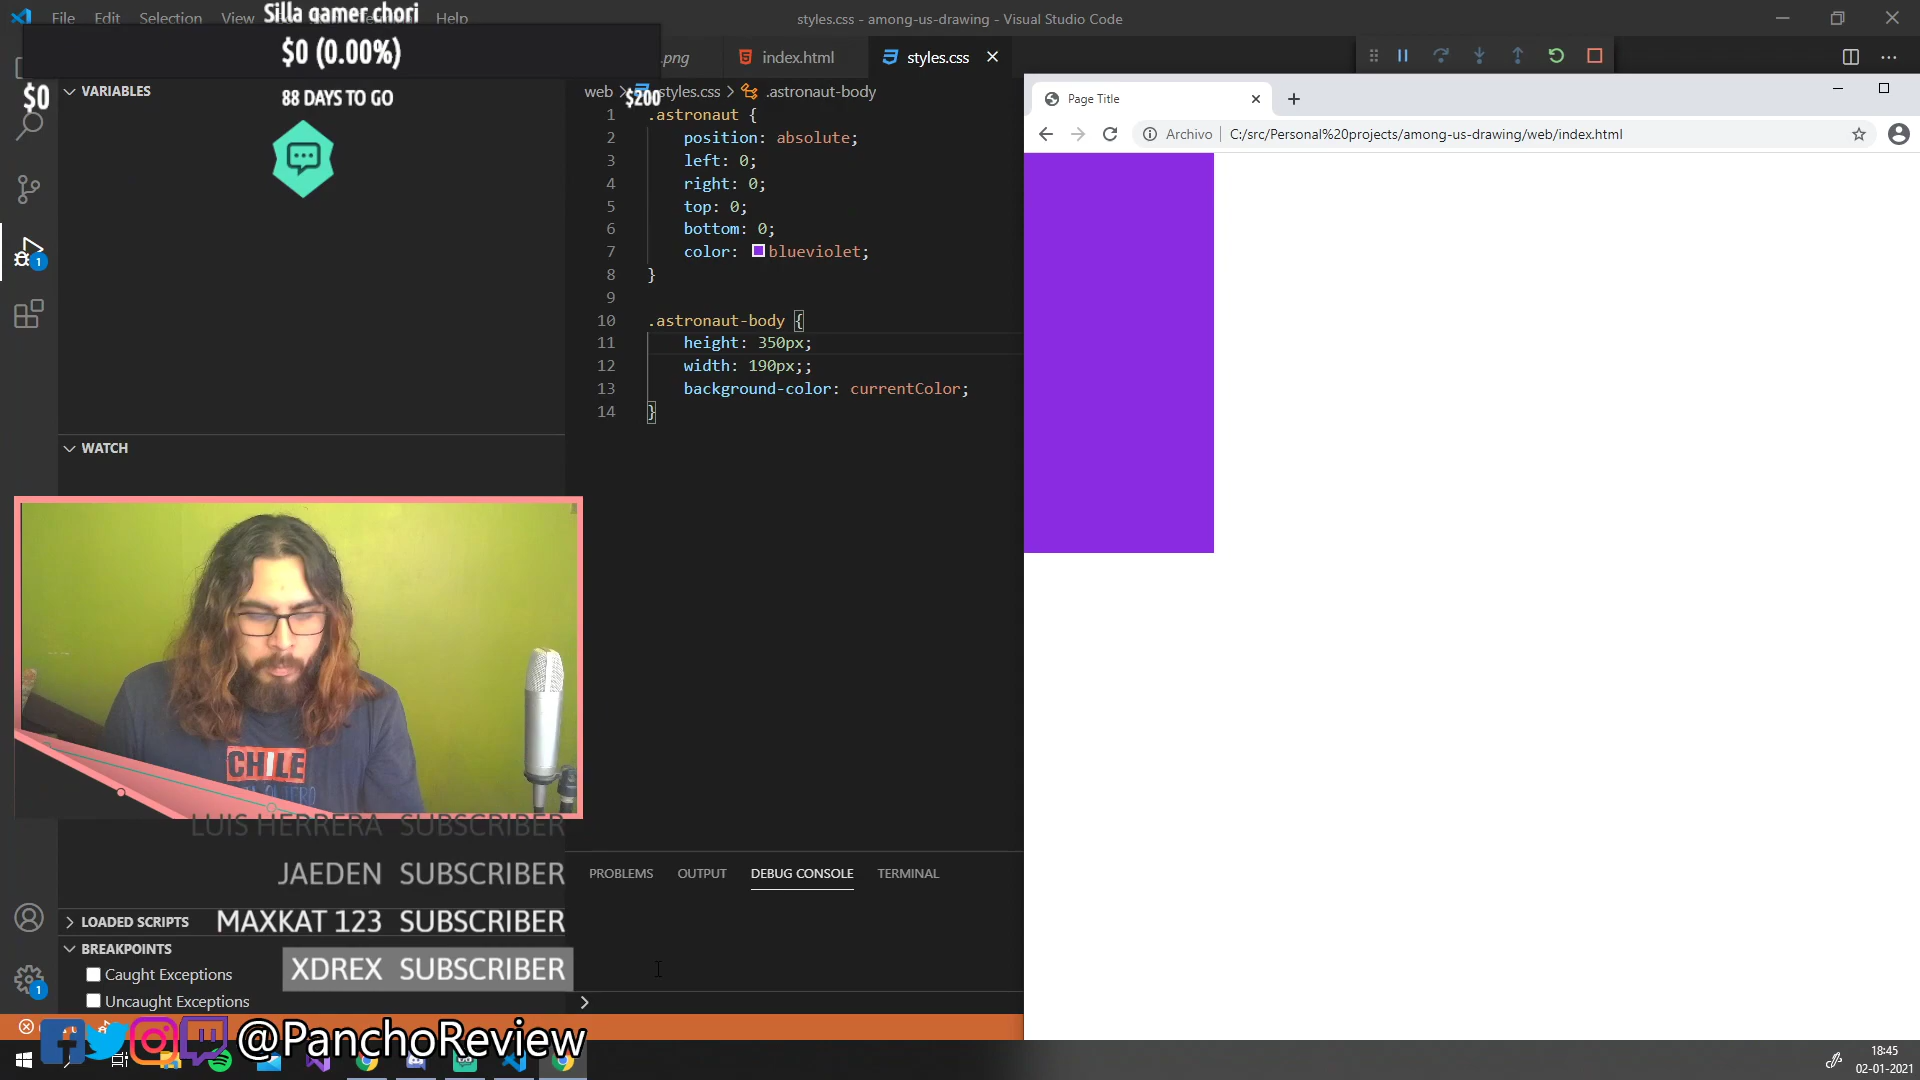 File Edit Selection View Help
styles.css - among-us-drawing - Visual Studio Code
Silla gamer chori
$0 (0.00%)
$0
88 DAYS TO GO
$200
VARIABLES
.png
index.html
styles.css
web > styles.css > .astronaut-body
1 .astronaut {
2 position: absolute;
3 left: 0;
4 right: 0;
5 top: 0;
6 bottom: 0;
7 color: blueviolet;
8 }
9
10 .astronaut-body {
11 height: 350px;
12 width: 190px;;
13 background-color: currentColor;
14 }
Page Title
Archivo C:/src/Personal%20projects/among-us-drawing/web/index.html
1
WATCH
CHILE
LUIS HERRERA SUBSCRIBER
JAEDEN SUBSCRIBER
MAXKAT 123 SUBSCRIBER
XDREX SUBSCRIBER
LOADED SCRIPTS
BREAKPOINTS
Caught Exceptions
Uncaught Exceptions
1
PROBLEMS OUTPUT DEBUG CONSOLE TERMINAL
@PanchoReview
18:45
02-01-2021